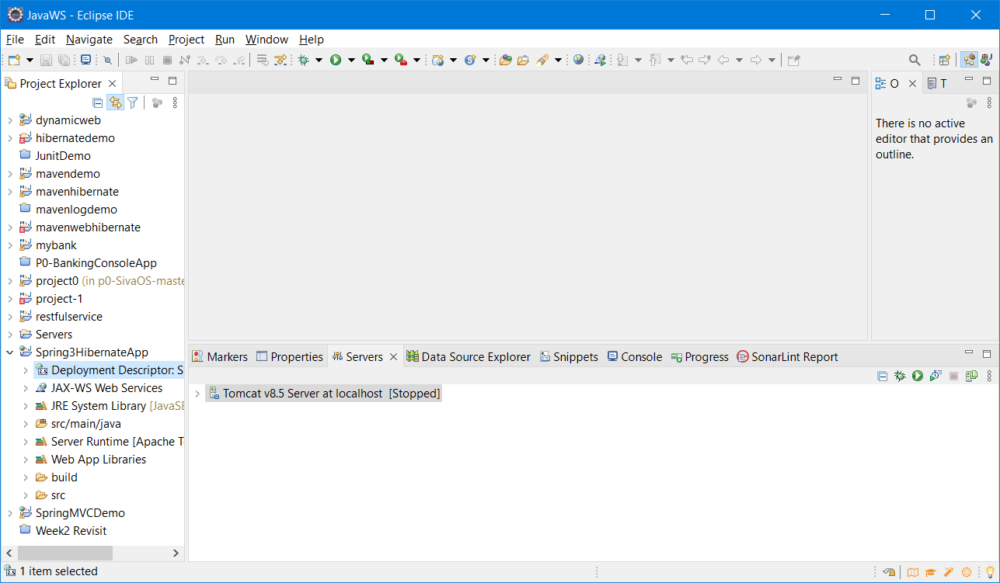 JavaWS - Eclipse IDE
File Edit Navigate Search Project Run Window Help
Project Explorer
dynamicweb
hibernatedemo
JunitDemo
mavendemo
mavenhibernate
mavenlogdemo
mavenwebhibernate
mybank
P0-BankingConsoleApp
project0 (in p0-SivaOS-maste
project-1
restfulservice
Servers
Spring3HibernateApp
Deployment Descriptor: S
JAX-WS Web Services
JRE System Library [JavaSE
src/main/java
Server Runtime [Apache T
Web App Libraries
build
src
SpringMVCDemo
Week2 Revisit
O T
There is no active
editor that provides an
outline.
Markers Properties Servers Data Source Explorer Snippets Console Progress SonarLint Report
Tomcat v8.5 Server at localhost [Stopped]
1 item selected